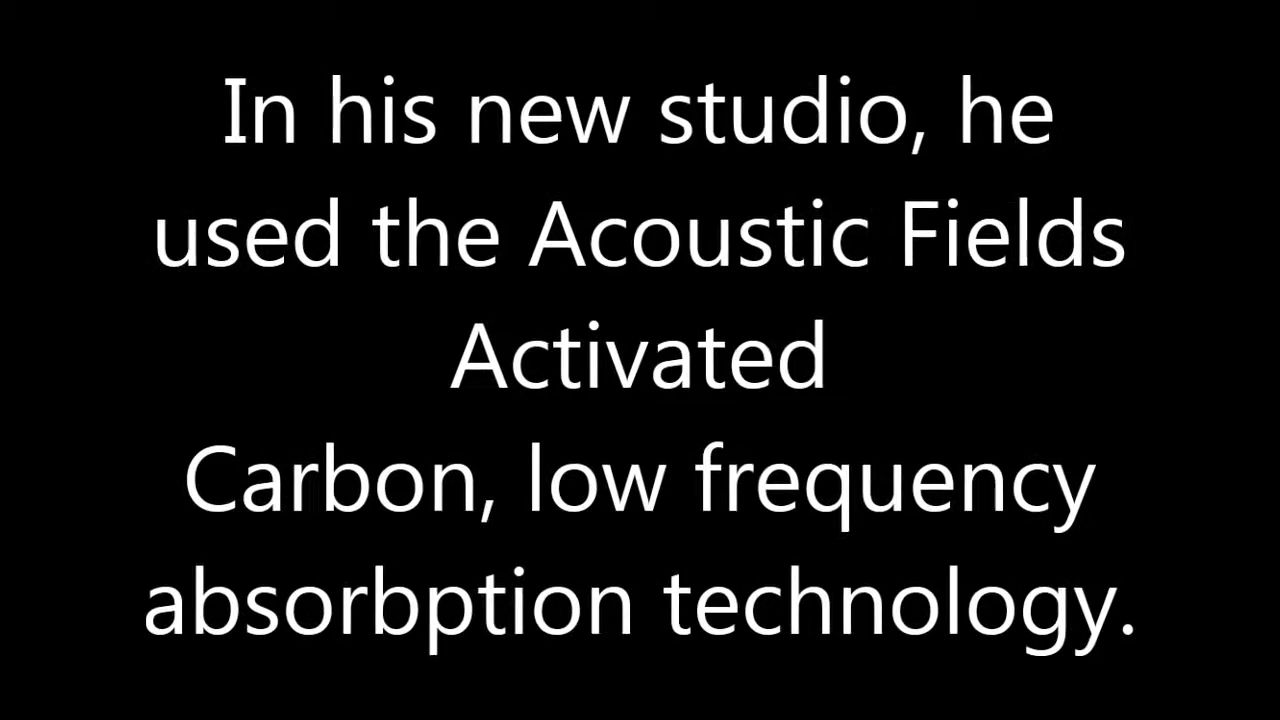 In his new studio, he
used the Acoustic Fields
Activated
Carbon, low frequency
absorbption technology.